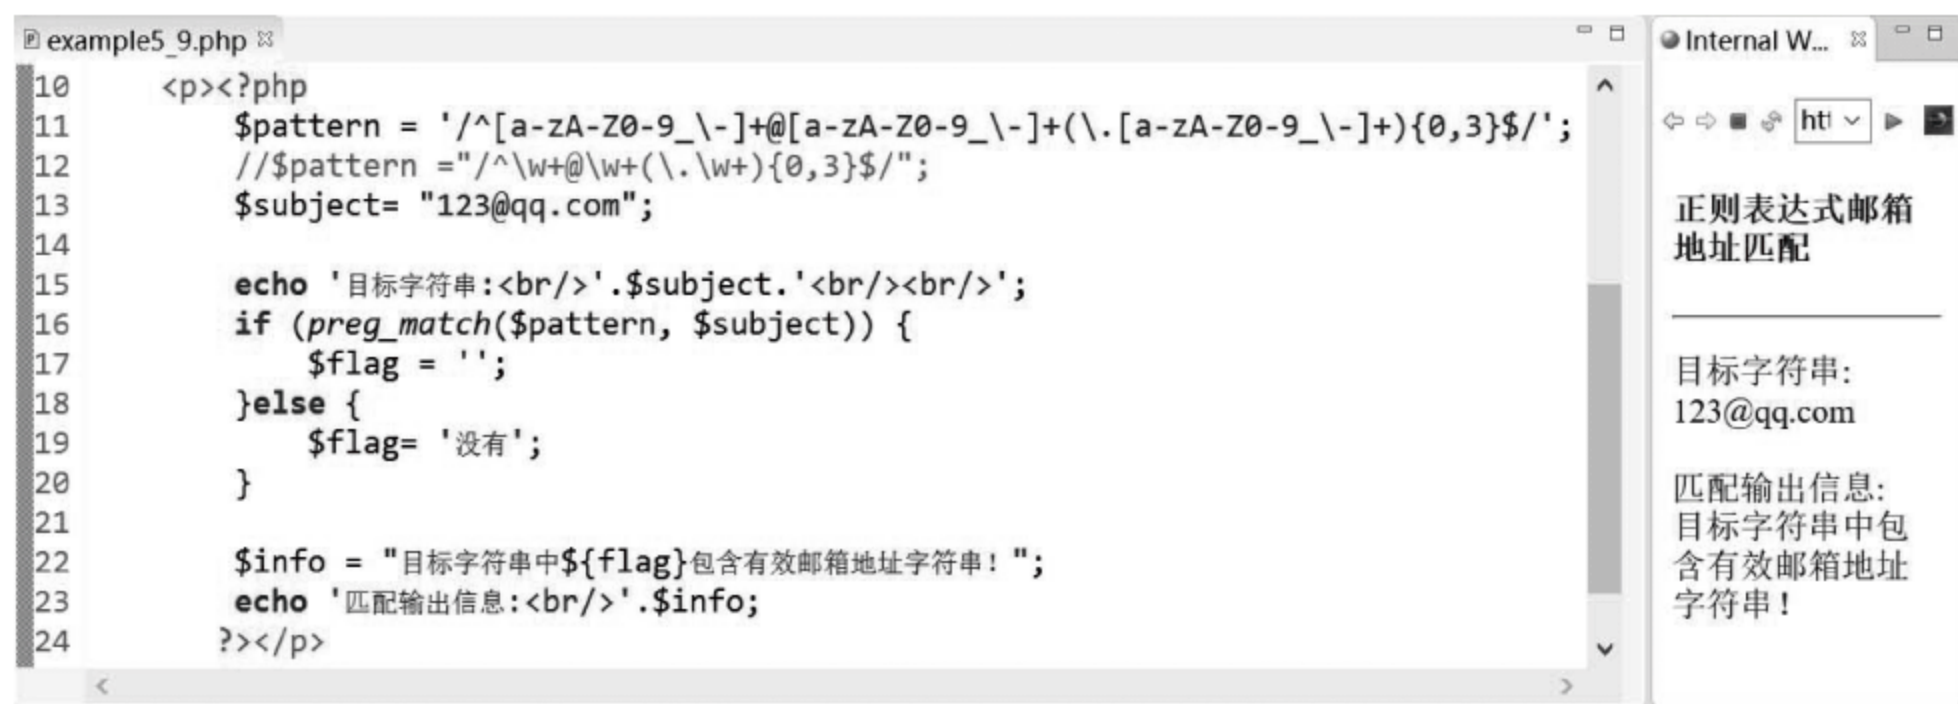 example5_9.php
10 <p><?php
11 $pattern = '/^[a-zA-Z0-9_\-]+@[a-zA-Z0-9_\-]+(\.[a-zA-Z0-9_\-]+){0,3}$/';
12 //$pattern ="/^\w+@\w+(\.\w+){0,3}$/";
13 $subject= "123@qq.com";
14
15 echo '目标字符串:<br/>'.$subject.'<br/><br/>';
16 if (preg_match($pattern, $subject)) {
17 $flag = '';
18 }else {
19 $flag= '没有';
20 }
21
22 $info = "目标字符串中${flag}包含有效邮箱地址字符串! ";
23 echo '匹配输出信息:<br/>'.$info;
24 ?></p>
Internal W...
htt
正则表达式邮箱
地址匹配
目标字符串:
123@qq.com
匹配输出信息:
目标字符串中包
含有效邮箱地址
字符串!